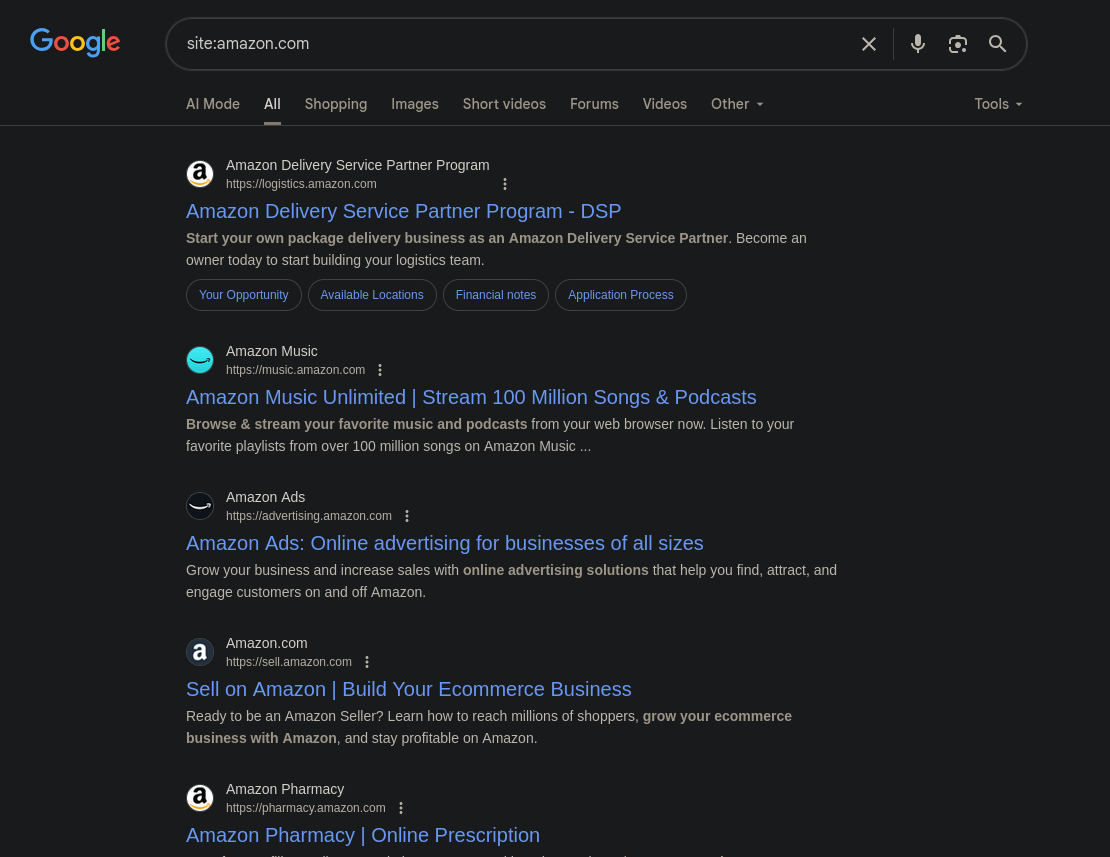 Google
site:amazon.com
AI Mode All Shopping Images Short videos Forums Videos Other Tools
Amazon Delivery Service Partner Program
https://logistics.amazon.com
Amazon Delivery Service Partner Program - DSP
Start your own package delivery business as an Amazon Delivery Service Partner. Become an
owner today to start building your logistics team.
Your Opportunity Available Locations Financial notes Application Process
Amazon Music
https://music.amazon.com
Amazon Music Unlimited | Stream 100 Million Songs & Podcasts
Browse & stream your favorite music and podcasts from your web browser now. Listen to your
favorite playlists from over 100 million songs on Amazon Music ...
Amazon Ads
https://advertising.amazon.com
Amazon Ads: Online advertising for businesses of all sizes
Grow your business and increase sales with online advertising solutions that help you find, attract, and
engage customers on and off Amazon.
Amazon.com
https://sell.amazon.com
Sell on Amazon | Build Your Ecommerce Business
Ready to be an Amazon Seller? Learn how to reach millions of shoppers, grow your ecommerce
business with Amazon, and stay profitable on Amazon.
Amazon Pharmacy
https://pharmacy.amazon.com
Amazon Pharmacy | Online Prescription